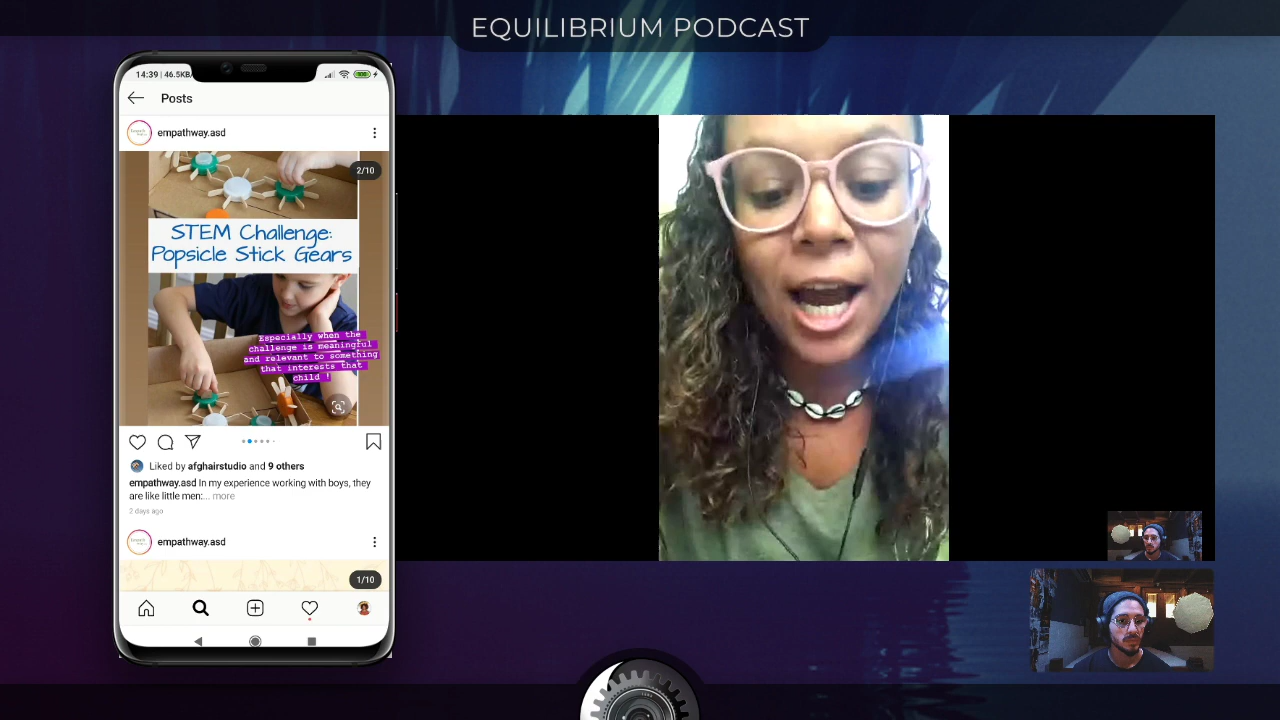 EQUILIBRIUM PODCAST
14:39 | 46.5KB/
Posts
empathway.asd
2/10
STEM Challenge:
Popsicle Stick Gears
Especially when the
challenge is meaningful
and relevant to something
that interests that
child !
Liked by afghairstudio and 9 others
empathway.asd In my experience working with boys, they
are like little men:... more
2 days ago
empathway.asd
1/10